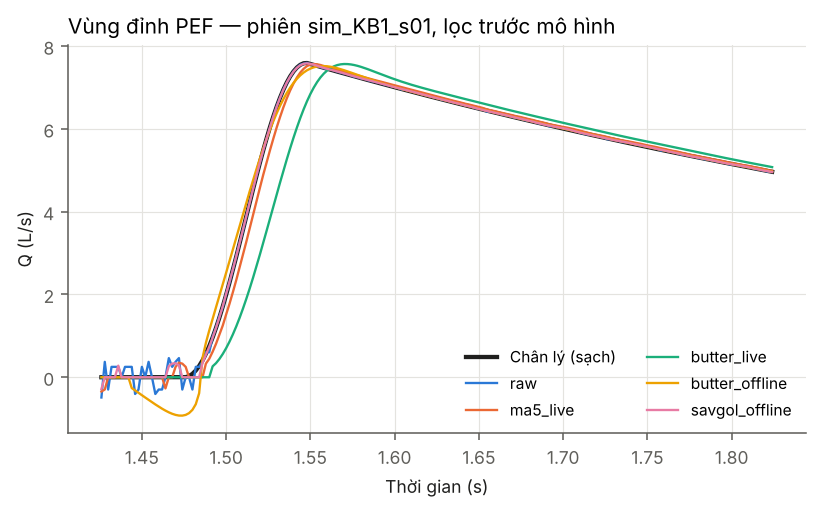 Vùng đỉnh PEF — phiên sim_KB1_s01, lọc trước mô hình
8
6
4
2
0
Q (L/s)
Chân lý (sạch)
raw
ma5_live
butter_live
butter_offline
savgol_offline
1.45 1.50 1.55 1.60 1.65 1.70 1.75 1.80
Thời gian (s)